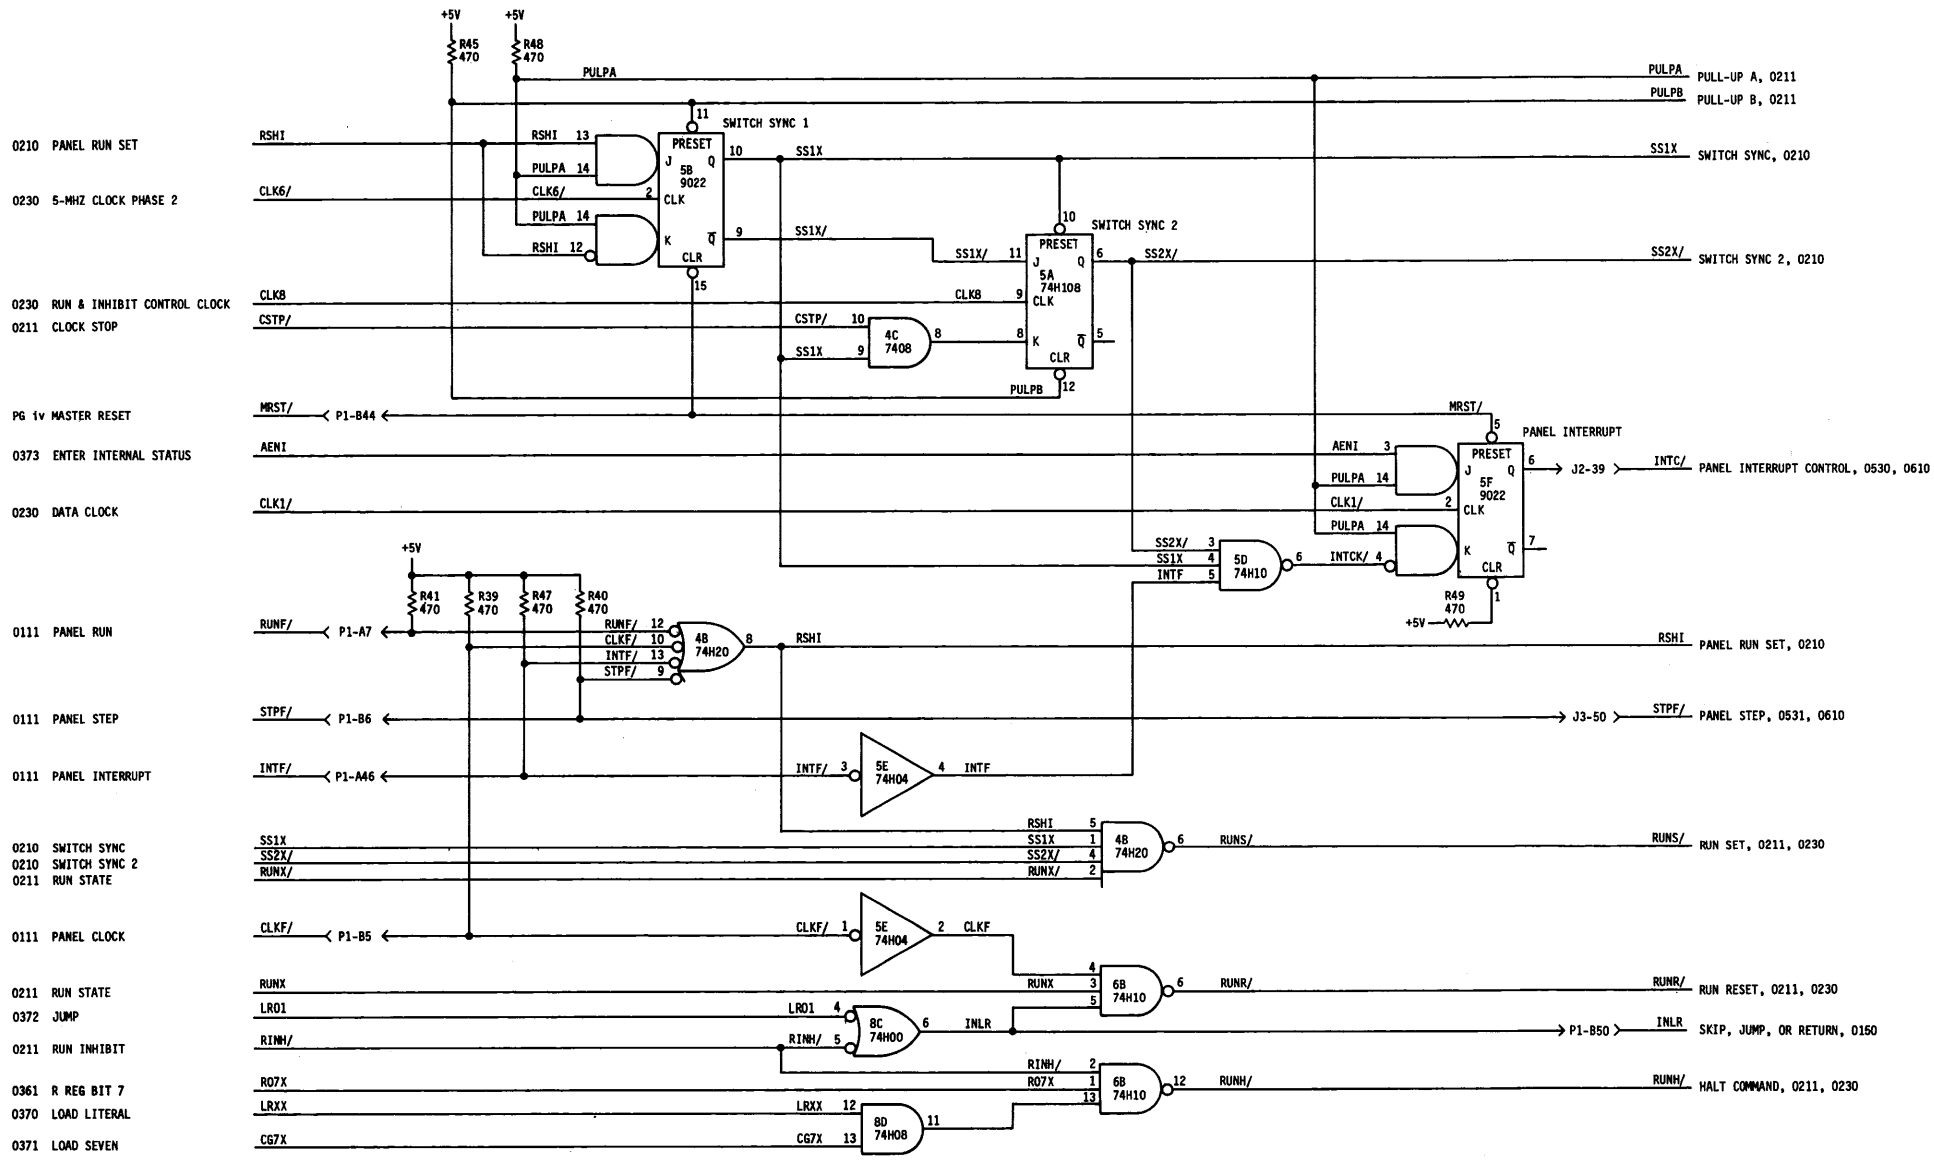 +5V +5V
R45 470
R48 470
PULPA PULPA PULL-UP A, 0211
PULPB PULL-UP B, 0211
11 SWITCH SYNC 1
0210 PANEL RUN SET RSHI RSHI 13 PRESET
J Q 10 SS1X SS1X SWITCH SYNC, 0210
PULPA 14 5B 9022
0230 5-MHZ CLOCK PHASE 2 CLK6/ CLK6/ 2 CLK
PULPA 14 10 SWITCH SYNC 2
K Q 9 SS1X/ PRESET
RSHI 12 CLR SS1X/ 11 J Q 6 SS2X/ SS2X/ SWITCH SYNC 2, 0210
15 5A 74H108
0230 RUN & INHIBIT CONTROL CLOCK CLK8 CLK8 9 CLK
0211 CLOCK STOP CSTP/ CSTP/ 10
4C 7408 8 8 K Q 5
SS1X 9 CLR
PULPB 12
PG iv MASTER RESET MRST/ P1-B44 MRST/ 5
PANEL INTERRUPT
0373 ENTER INTERNAL STATUS AENI AENI 3 PRESET
J Q 6 J2-39 INTC/ PANEL INTERRUPT CONTROL, 0530, 0610
PULPA 14 5F 9022
0230 DATA CLOCK CLK1/ CLK1/ 2 CLK
PULPA 14
+5V SS2X/ 3 K Q 7
SS1X 4 5D 74H10 6 INTCK/ 4
INTF 5 CLR
R41 470 R39 470 R47 470 R40 470
R49 470 1
+5V
0111 PANEL RUN RUNF/ P1-A7 RUNF/ 12
CLKF/ 10 4B 74H20 8 RSHI RSHI PANEL RUN SET, 0210
INTF/ 13
STPF/ 9
0111 PANEL STEP STPF/ P1-B6 J3-50 STPF/ PANEL STEP, 0531, 0610
0111 PANEL INTERRUPT INTF/ P1-A46 INTF/ 3 5E 74H04 4 INTF
RSHI 5
0210 SWITCH SYNC SS1X SS1X 1 4B 74H20 6 RUNS/ RUNS/ RUN SET, 0211, 0230
0210 SWITCH SYNC 2 SS2X/ SS2X/ 4
0211 RUN STATE RUNX/ RUNX/ 2
0111 PANEL CLOCK CLKF/ P1-B5 CLKF/ 1 5E 74H04 2 CLKF
4
0211 RUN STATE RUNX RUNX 3 6B 74H10 6 RUNR/ RUNR/ RUN RESET, 0211, 0230
5
0372 JUMP LR01 LR01 4
8C 74H00 6 INLR P1-B50 INLR SKIP, JUMP, OR RETURN, 0150
0211 RUN INHIBIT RINH/ RINH/ 5
RINH/ 2
0361 R REG BIT 7 R07X R07X 1 6B 74H10 12 RUNH/ RUNH/ HALT COMMAND, 0211, 0230
13
0370 LOAD LITERAL LRXX LRXX 12
8D 74H08 11
0371 LOAD SEVEN CG7X CG7X 13